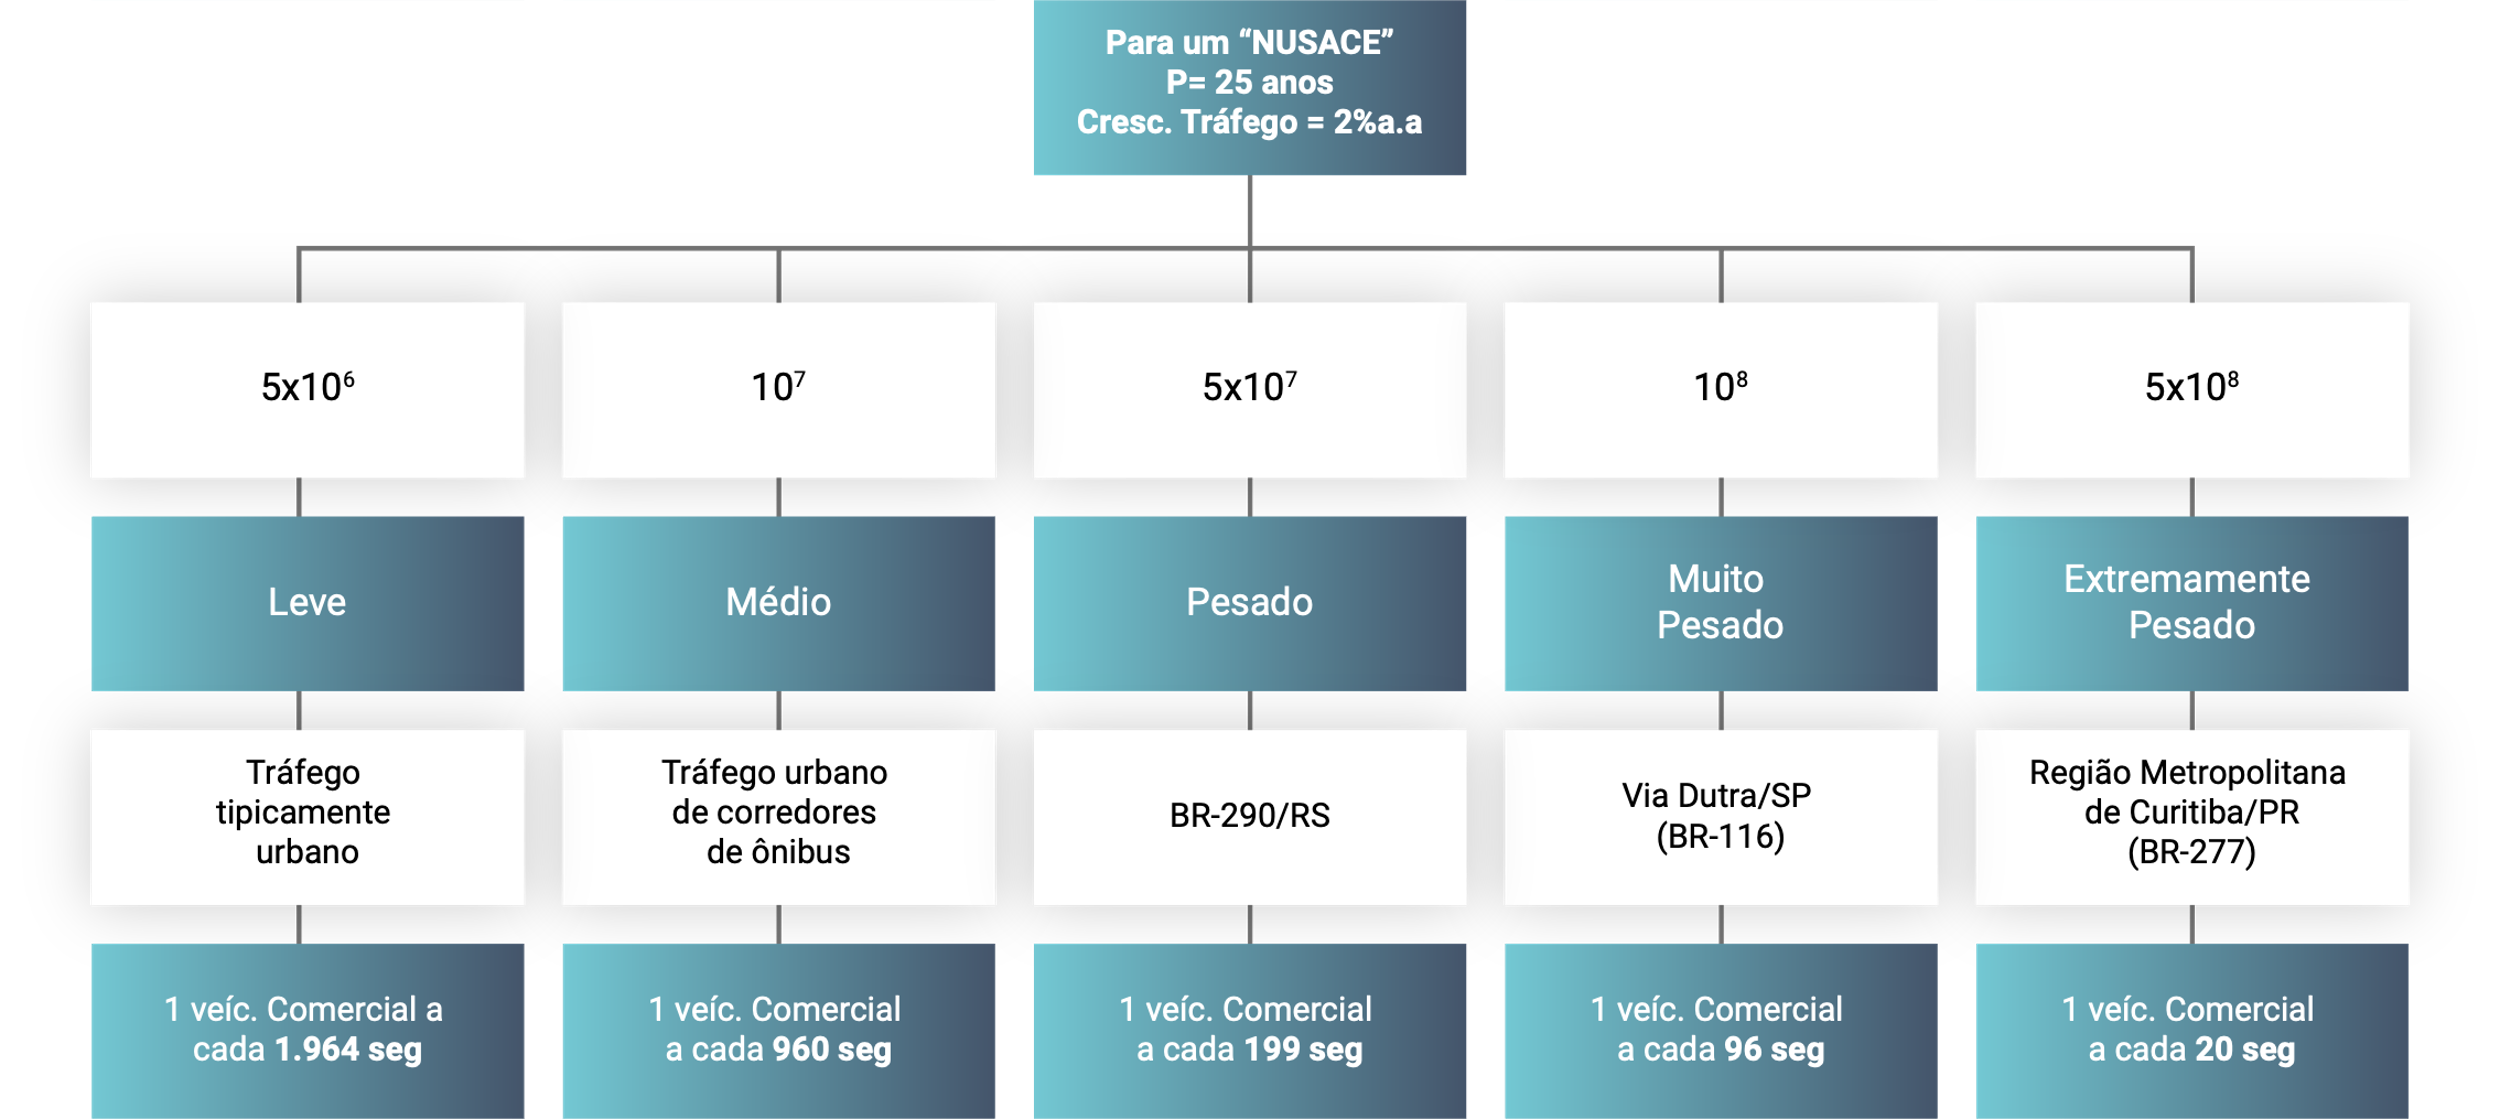 Para um “NUSACE”
P= 25 anos
Cresc. Tráfego = 2%a.a
5x10⁶
10⁷
5x10⁷
10⁸
5x10⁸
Leve
Médio
Pesado
Muito
Pesado
Extremamente
Pesado
Tráfego
tipicamente
urbano
Tráfego urbano
de corredores
de ônibus
BR-290/RS
Via Dutra/SP
(BR-116)
Região Metropolitana
de Curitiba/PR
(BR-277)
1 veíc. Comercial a
cada 1.964 seg
1 veíc. Comercial
a cada 960 seg
1 veíc. Comercial
a cada 199 seg
1 veíc. Comercial
a cada 96 seg
1 veíc. Comercial
a cada 20 seg